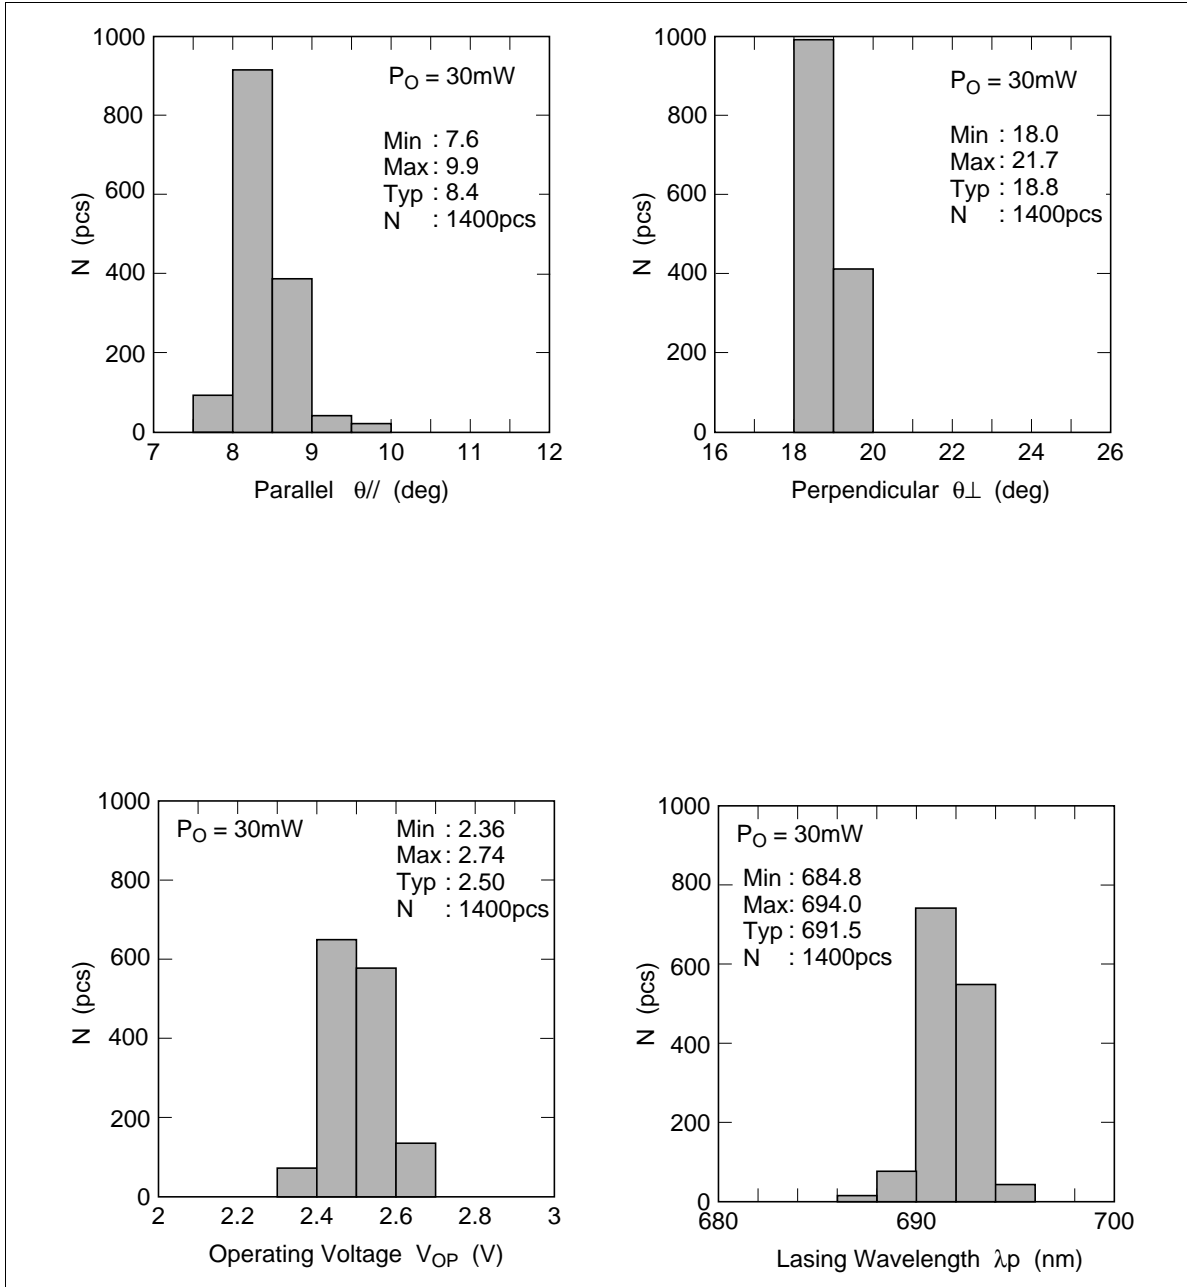 1000
800
600
400
200
0
N (pcs)
P_O = 30mW
Min : 7.6
Max : 9.9
Typ : 8.4
N : 1400pcs
7 8 9 10 11 12
Parallel θ// (deg)
1000
800
600
400
200
0
N (pcs)
P_O = 30mW
Min : 18.0
Max : 21.7
Typ : 18.8
N : 1400pcs
16 18 20 22 24 26
Perpendicular θ⊥ (deg)
1000
800
600
400
200
0
N (pcs)
P_O = 30mW
Min : 2.36
Max : 2.74
Typ : 2.50
N : 1400pcs
2 2.2 2.4 2.6 2.8 3
Operating Voltage V_OP (V)
1000
800
600
400
200
0
N (pcs)
P_O = 30mW
Min : 684.8
Max: 694.0
Typ : 691.5
N : 1400pcs
680 690 700
Lasing Wavelength λp (nm)